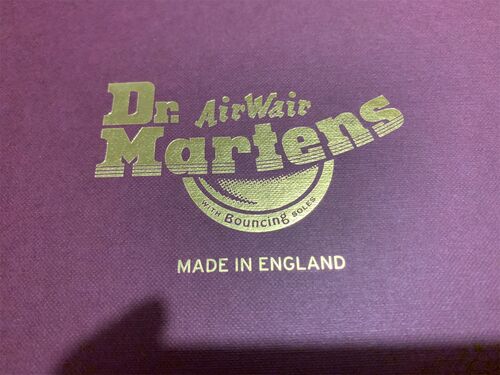 Dr. AirWair
Martens
WITH Bouncing SOLES
MADE IN ENGLAND